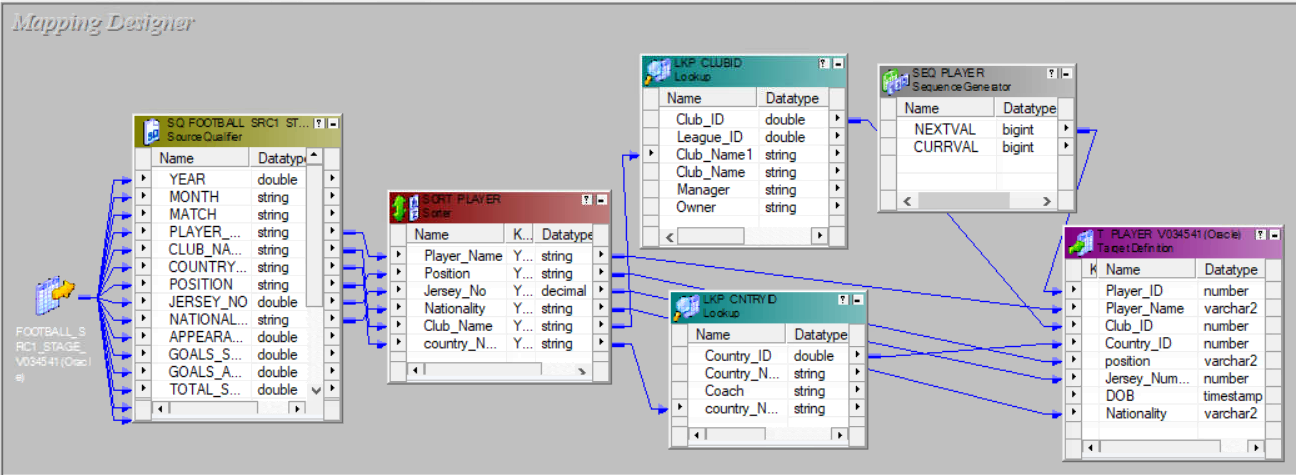 Mapping Designer
FOOTBALL_S
RC1_STAGE_
V034541 (Oracl
e)
SQ FOOTBALL SRC1 ST...
Source Qualifier
Name Datatyp
YEAR double
MONTH string
MATCH string
PLAYER_... string
CLUB_NA... string
COUNTRY... string
POSITION string
JERSEY_NO double
NATIONAL... string
APPEARA... double
GOALS_S... double
GOALS_A... double
TOTAL_S... double
SORT PLAYER
Sorter
Name K... Datatype
Player_Name Y... string
Position Y... string
Jersey_No Y... decimal
Nationality Y... string
Club_Name Y... string
country_N... Y... string
LKP CLUBID
Lookup
Name Datatype
Club_ID double
League_ID double
Club_Name1 string
Club_Name string
Manager string
Owner string
LKP CNTRYID
Lookup
Name Datatype
Country_ID double
Country_N... string
Coach string
country_N... string
SEQ PLAYER
Sequence Generator
Name Datatype
NEXTVAL bigint
CURRVAL bigint
T PLAYER V034541 (Oracle)
Target Definition
K Name Datatype
Player_ID number
Player_Name varchar2
Club_ID number
Country_ID number
position varchar2
Jersey_Num... number
DOB timestamp
Nationality varchar2